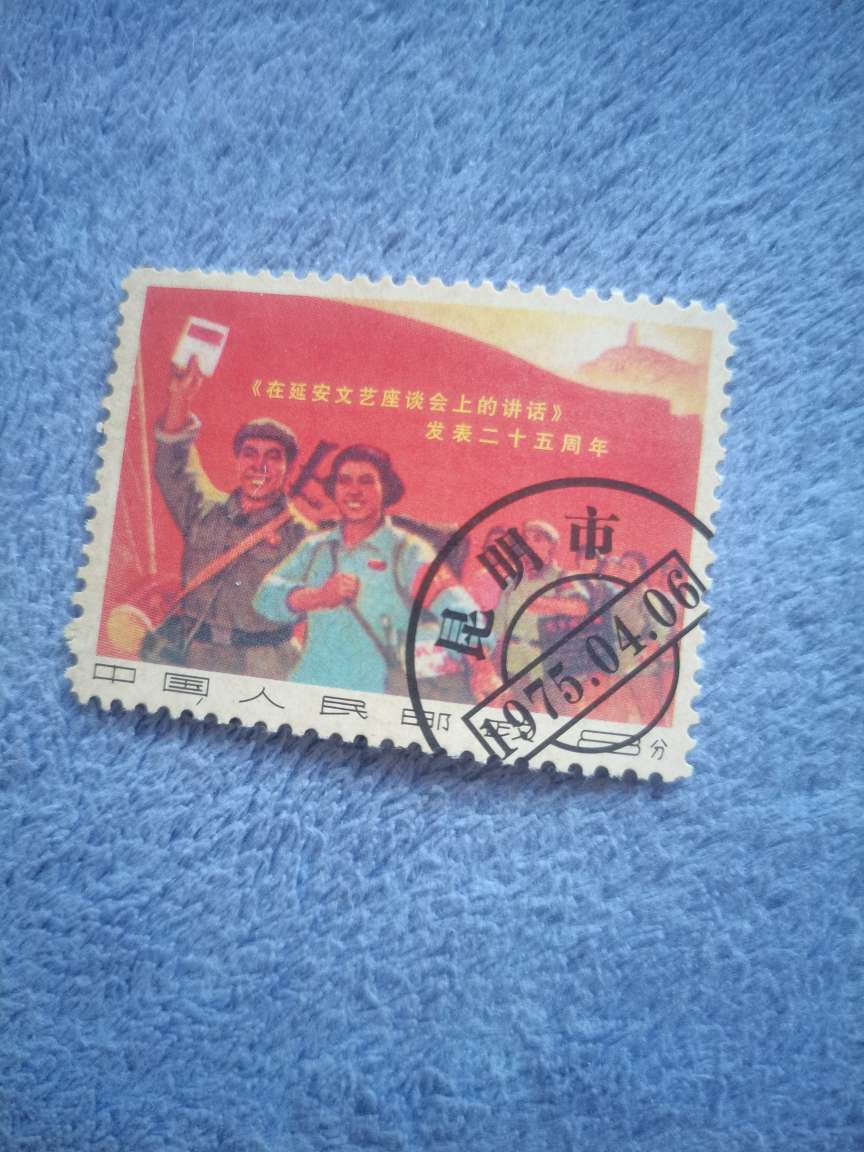 《在延安文艺座谈会上的讲话》
发表二十五周年
昆明市
1975.04.06
中国人民邮政 8分